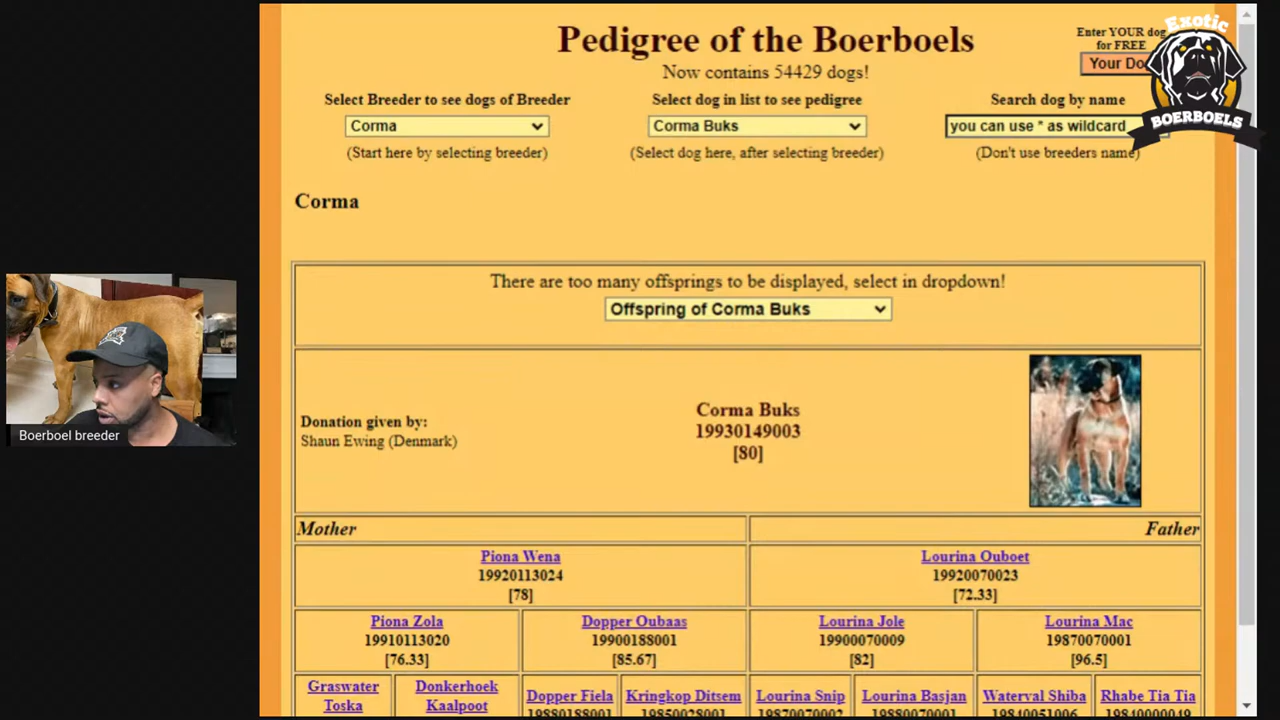 Pedigree of the Boerboels
Now contains 54429 dogs!
Enter YOUR dog
for FREE
Exotic
BOERBOELS
Select Breeder to see dogs of Breeder
Corma
(Start here by selecting breeder)
Select dog in list to see pedigree
Corma Buks
(Select dog here, after selecting breeder)
Search dog by name
you can use * as wildcard
(Don't use breeders name)
Corma
There are too many offsprings to be displayed, select in dropdown!
Offspring of Corma Buks
Donation given by:
Shaun Ewing (Denmark)
Corma Buks
19930149003
[80]
Boerboel breeder
Mother
Father
Piona Wena
19920113024
[78]
Lourina Ouboet
19920070023
[72.33]
Piona Zola
19910113020
[76.33]
Dopper Oubaas
19900188001
[85.67]
Lourina Jole
19900070009
[82]
Lourina Mac
19870070001
[96.5]
Graswater
Toska
Donkerhoek
Kaalpoot
Dopper Fiela
19880188001
Kringkop Ditsem
19850028001
Lourina Snip
19870070002
Lourina Basjan
19880070001
Waterval Shiba
19840051006
Rhabe Tia Tia
19840000049